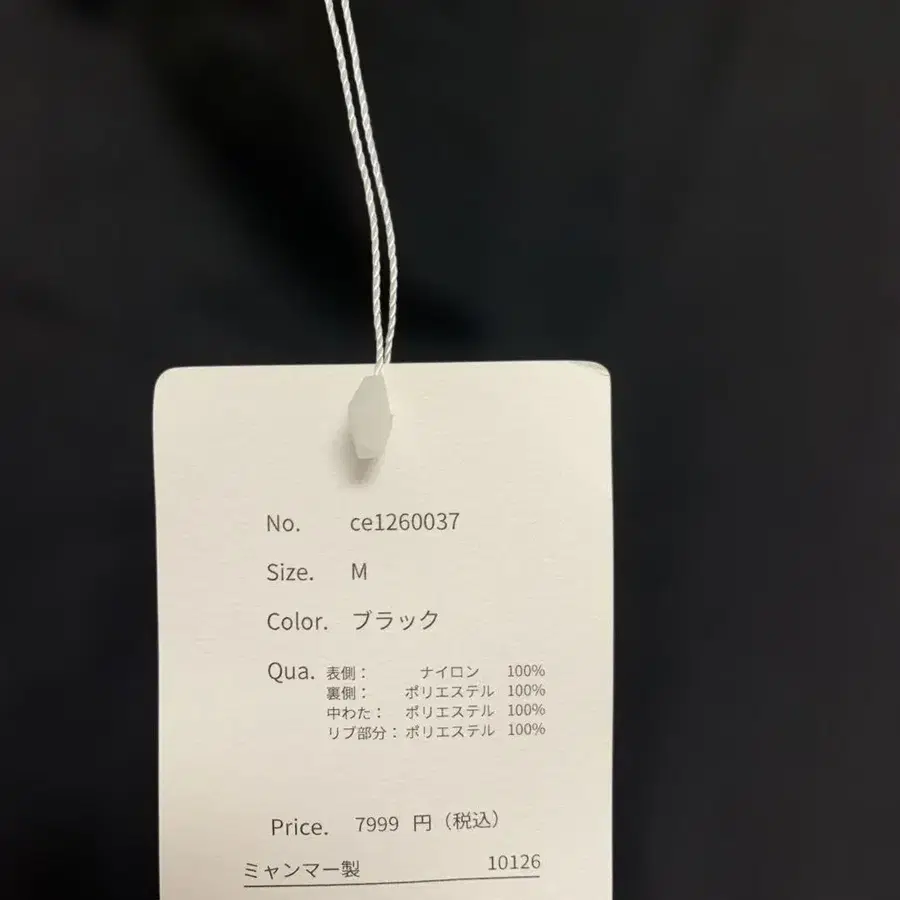 No. ce1260037
Size. M
Color. ブラック
Qua. 表側： ナイロン 100%
裏側： ポリエステル 100%
中わた： ポリエステル 100%
リブ部分：ポリエステル 100%
Price. 7999 円（税込）
ミャンマー製 10126